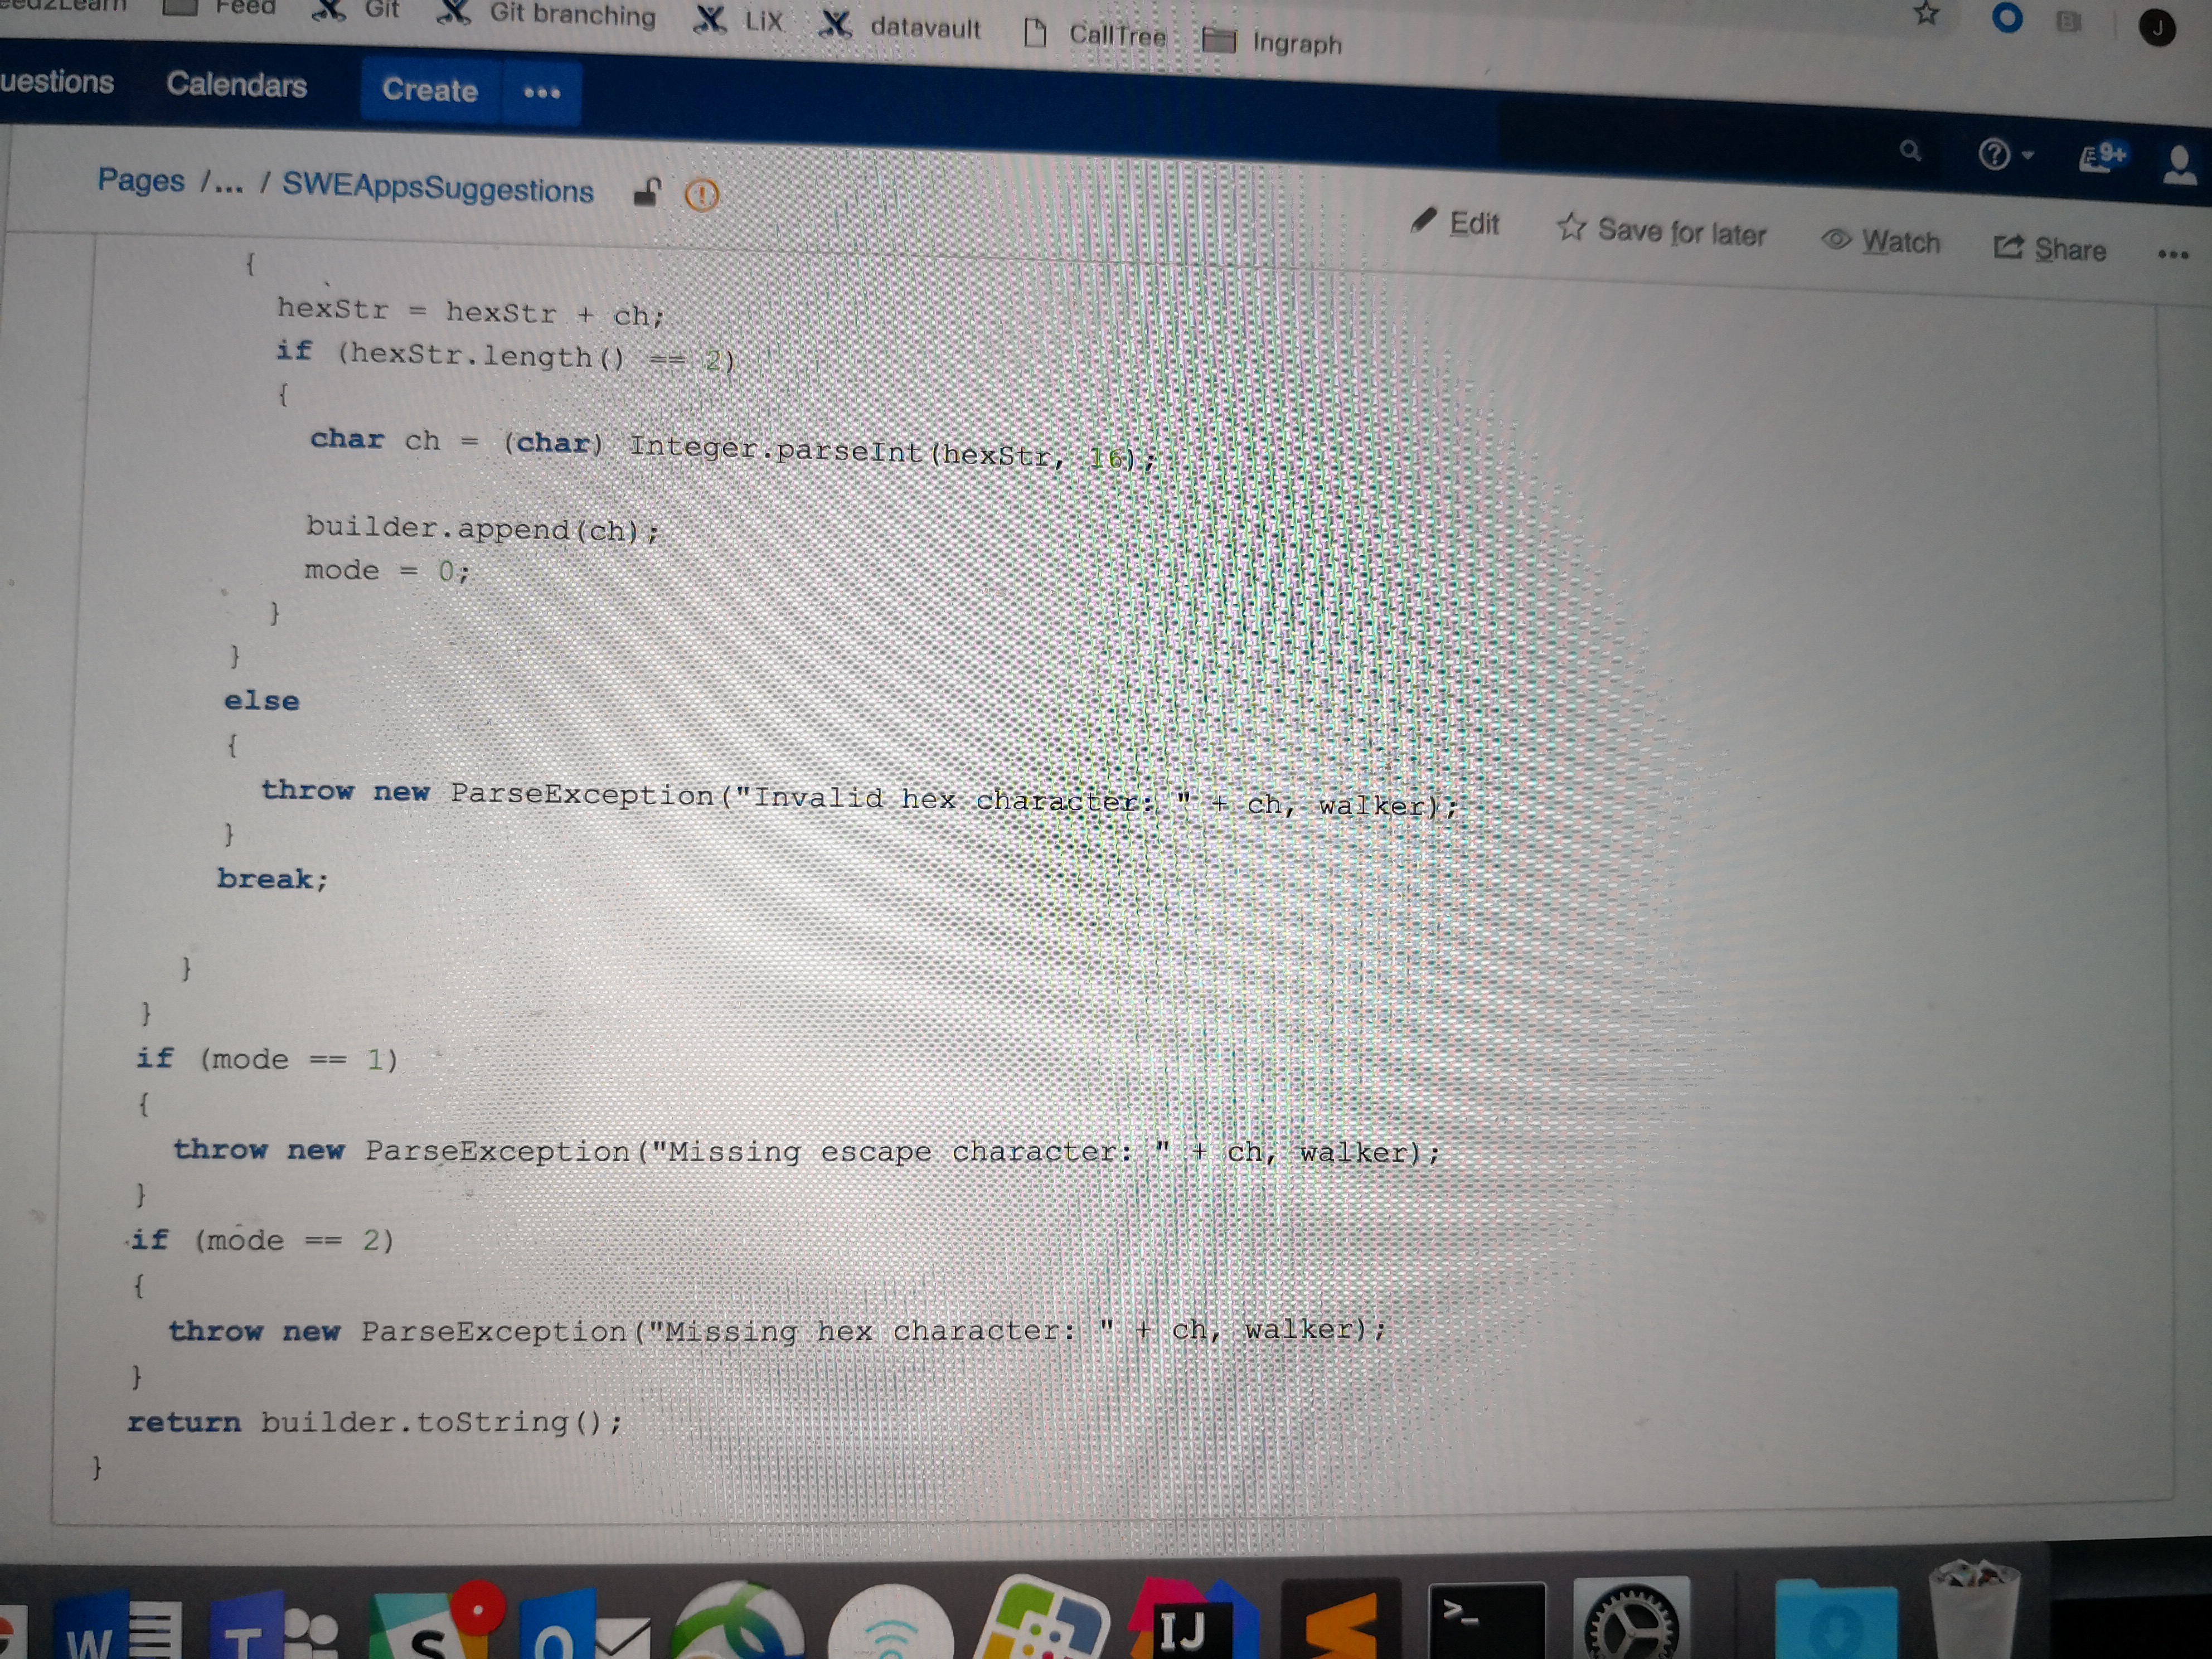 Feed
Git
Git branching
LiX
datavault
CallTree
Ingraph
J
uestions
Calendars
Create
•••
9+
Pages /... / SWEAppsSuggestions
Edit
Save for later
Watch
Share
•••
{
hexStr = hexStr + ch;
if (hexStr.length() == 2)
{
char ch = (char) Integer.parseInt(hexStr, 16);
builder.append(ch);
mode = 0;
}
}
else
{
throw new ParseException("Invalid hex character: " + ch, walker);
}
break;
}
}
if (mode == 1)
{
throw new ParseException("Missing escape character: " + ch, walker);
}
if (mode == 2)
{
throw new ParseException("Missing hex character: " + ch, walker);
}
return builder.toString();
}
W
T
S
O
IJ
>_